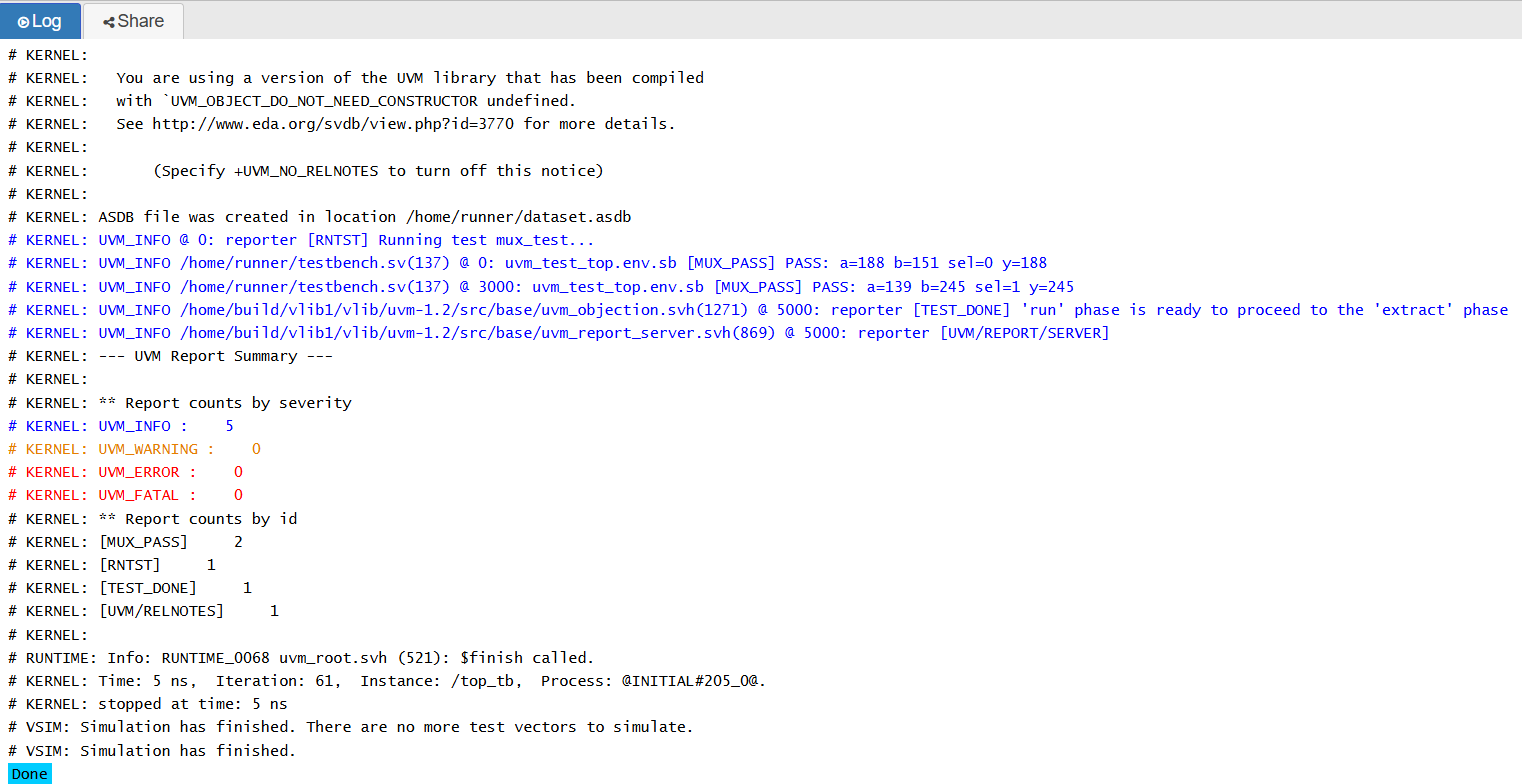 Log Share
# KERNEL:
# KERNEL:   You are using a version of the UVM library that has been compiled
# KERNEL:   with `UVM_OBJECT_DO_NOT_NEED_CONSTRUCTOR undefined.
# KERNEL:   See http://www.eda.org/svdb/view.php?id=3770 for more details.
# KERNEL:
# KERNEL:       (Specify +UVM_NO_RELNOTES to turn off this notice)
# KERNEL:
# KERNEL: ASDB file was created in location /home/runner/dataset.asdb
# KERNEL: UVM_INFO @ 0: reporter [RNTST] Running test mux_test...
# KERNEL: UVM_INFO /home/runner/testbench.sv(137) @ 0: uvm_test_top.env.sb [MUX_PASS] PASS: a=188 b=151 sel=0 y=188
# KERNEL: UVM_INFO /home/runner/testbench.sv(137) @ 3000: uvm_test_top.env.sb [MUX_PASS] PASS: a=139 b=245 sel=1 y=245
# KERNEL: UVM_INFO /home/build/vlib1/vlib/uvm-1.2/src/base/uvm_objection.svh(1271) @ 5000: reporter [TEST_DONE] 'run' phase is ready to proceed to the 'extract' phase
# KERNEL: UVM_INFO /home/build/vlib1/vlib/uvm-1.2/src/base/uvm_report_server.svh(869) @ 5000: reporter [UVM/REPORT/SERVER]
# KERNEL: --- UVM Report Summary ---
# KERNEL:
# KERNEL: ** Report counts by severity
# KERNEL: UVM_INFO :    5
# KERNEL: UVM_WARNING :    0
# KERNEL: UVM_ERROR :    0
# KERNEL: UVM_FATAL :    0
# KERNEL: ** Report counts by id
# KERNEL: [MUX_PASS]     2
# KERNEL: [RNTST]     1
# KERNEL: [TEST_DONE]     1
# KERNEL: [UVM/RELNOTES]     1
# KERNEL:
# RUNTIME: Info: RUNTIME_0068 uvm_root.svh (521): $finish called.
# KERNEL: Time: 5 ns,  Iteration: 61,  Instance: /top_tb,  Process: @INITIAL#205_0@.
# KERNEL: stopped at time: 5 ns
# VSIM: Simulation has finished. There are no more test vectors to simulate.
# VSIM: Simulation has finished.
Done